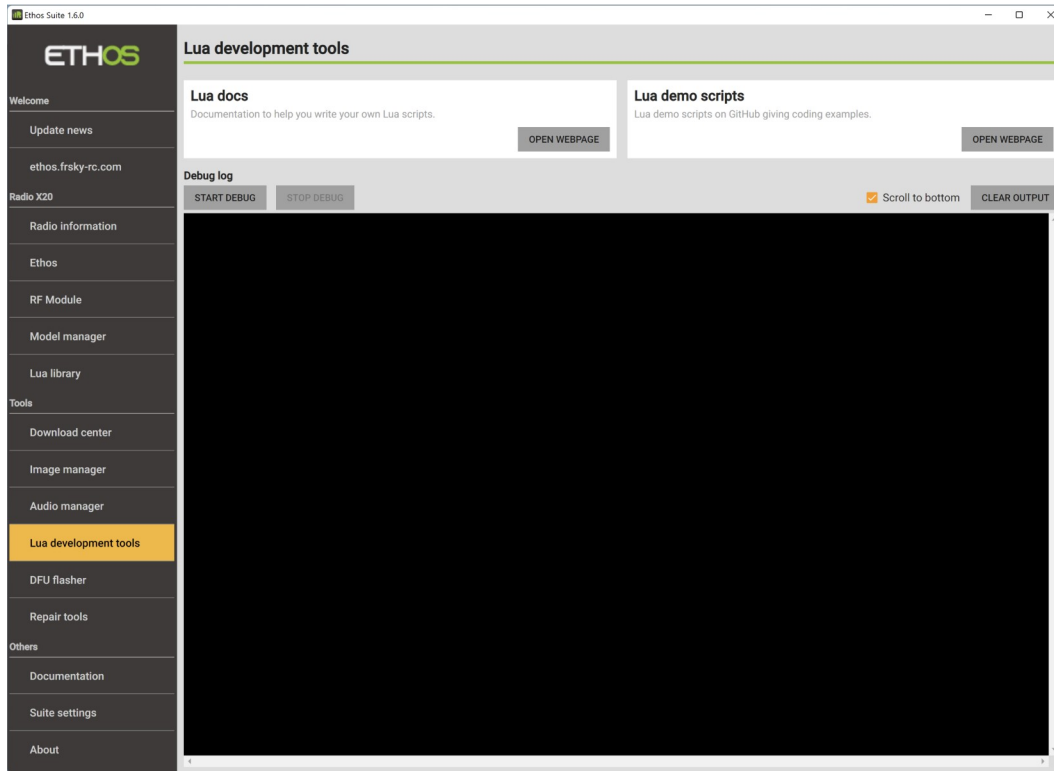 Ethos Suite 1.6.0
ETHOS
Welcome
Update news
ethos.frsky-rc.com
Radio X20
Radio information
Ethos
RF Module
Model manager
Lua library
Tools
Download center
Image manager
Audio manager
Lua development tools
DFU flasher
Repair tools
Others
Documentation
Suite settings
About
Lua development tools
Lua docs
Documentation to help you write your own Lua scripts.
OPEN WEBPAGE
Lua demo scripts
Lua demo scripts on GitHub giving coding examples.
OPEN WEBPAGE
Debug log
START DEBUG STOP DEBUG Scroll to bottom CLEAR OUTPUT